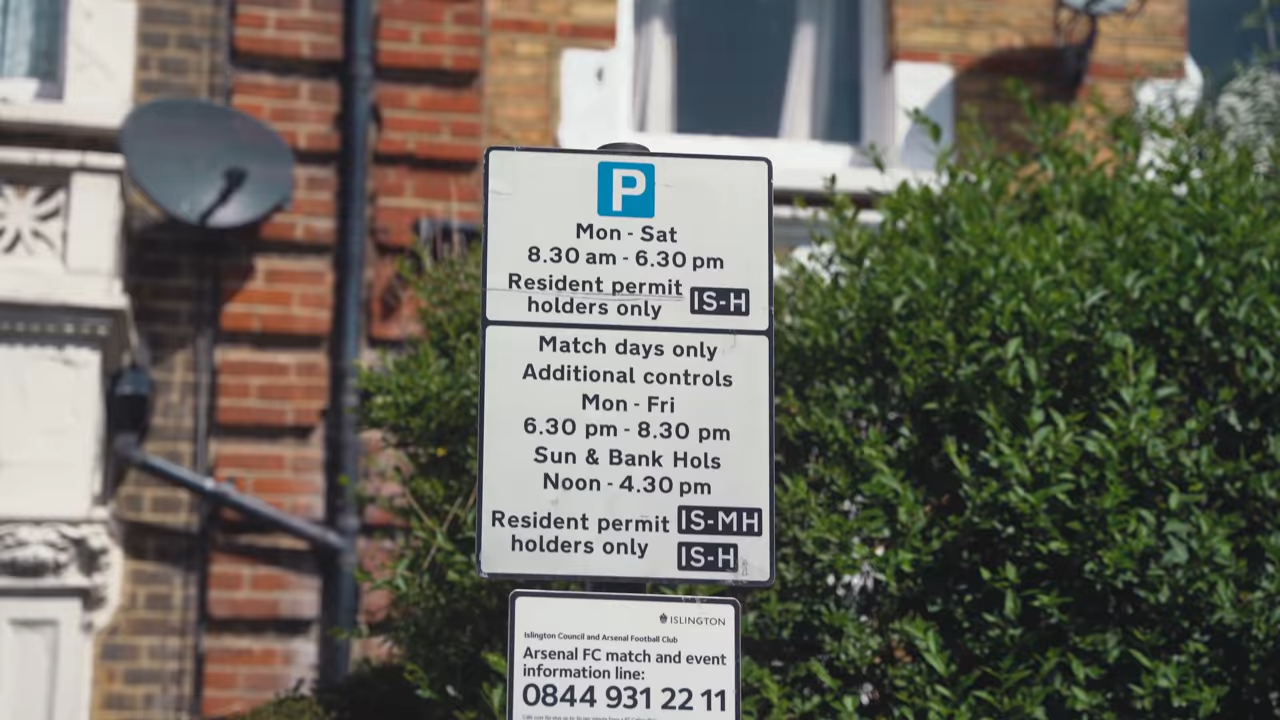 P
Mon - Sat
8.30 am - 6.30 pm
Resident permit IS-H
holders only
Match days only
Additional controls
Mon - Fri
6.30 pm - 8.30 pm
Sun & Bank Hols
Noon - 4.30 pm
Resident permit IS-MH
holders only IS-H
ISLINGTON
Islington Council and Arsenal Football Club
Arsenal FC match and event
information line:
0844 931 22 11